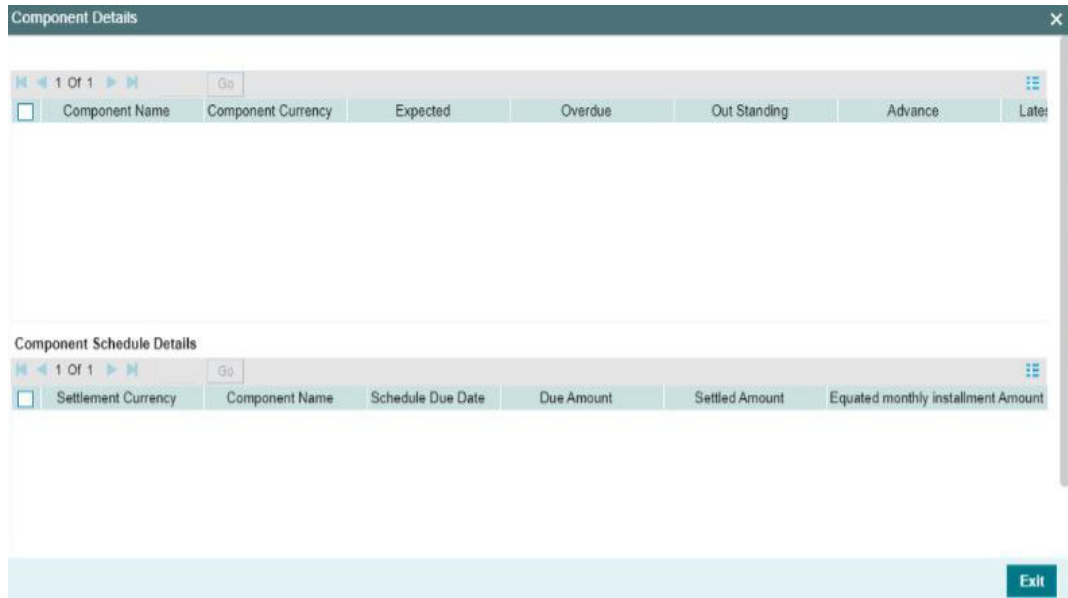 Component Details
1 Of 1 Go
Component Name Component Currency Expected Overdue Out Standing Advance Lates
Component Schedule Details
1 Of 1 Go
Settlement Currency Component Name Schedule Due Date Due Amount Settled Amount Equated monthly installment Amount
Exit